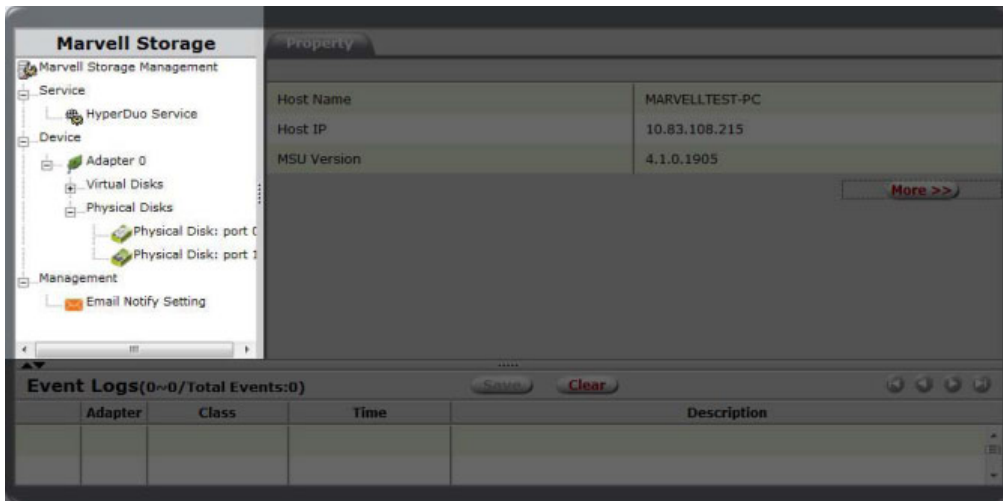 Marvell Storage
Marvell Storage Management
Service
HyperDuo Service
Device
Adapter 0
Virtual Disks
Physical Disks
Physical Disk: port 0
Physical Disk: port 1
Management
Email Notify Setting
Property
Host Name MARVELLTEST-PC
Host IP 10.83.108.215
MSU Version 4.1.0.1905
More >>
Event Logs(0~0/Total Events:0) Save Clear
Adapter Class Time Description